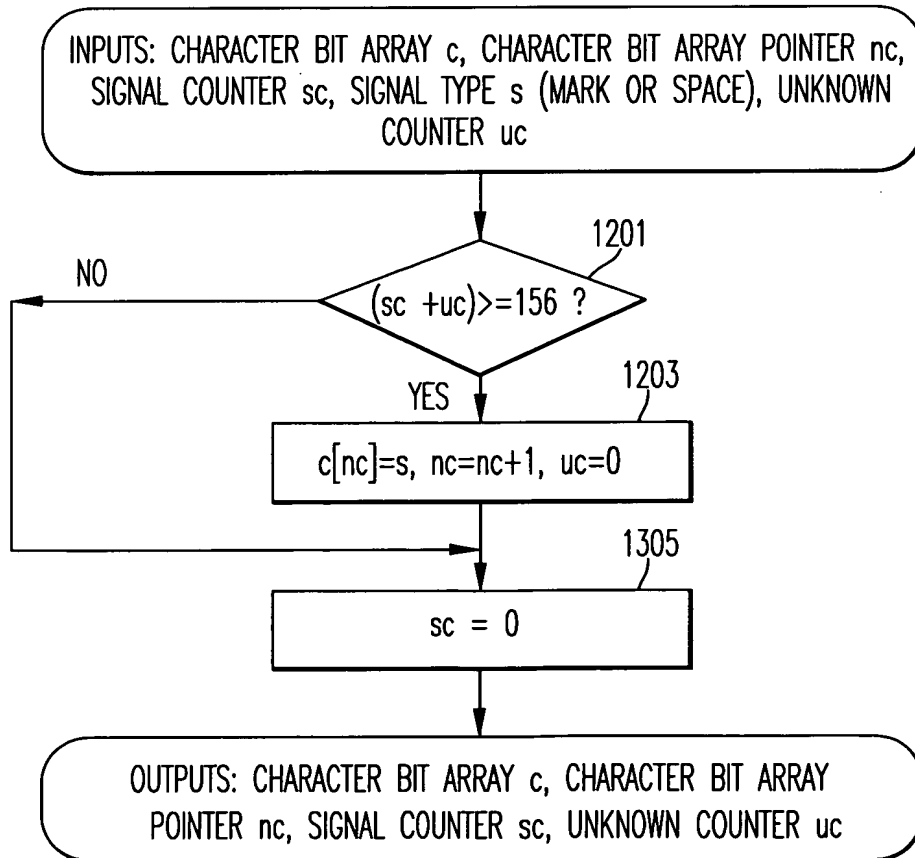 INPUTS: CHARACTER BIT ARRAY c, CHARACTER BIT ARRAY POINTER nc,
SIGNAL COUNTER sc, SIGNAL TYPE s (MARK OR SPACE), UNKNOWN
COUNTER uc
1201
NO
(sc +uc)>=156 ?
YES
1203
c[nc]=s, nc=nc+1, uc=0
1305
sc = 0
OUTPUTS: CHARACTER BIT ARRAY c, CHARACTER BIT ARRAY
POINTER nc, SIGNAL COUNTER sc, UNKNOWN COUNTER uc